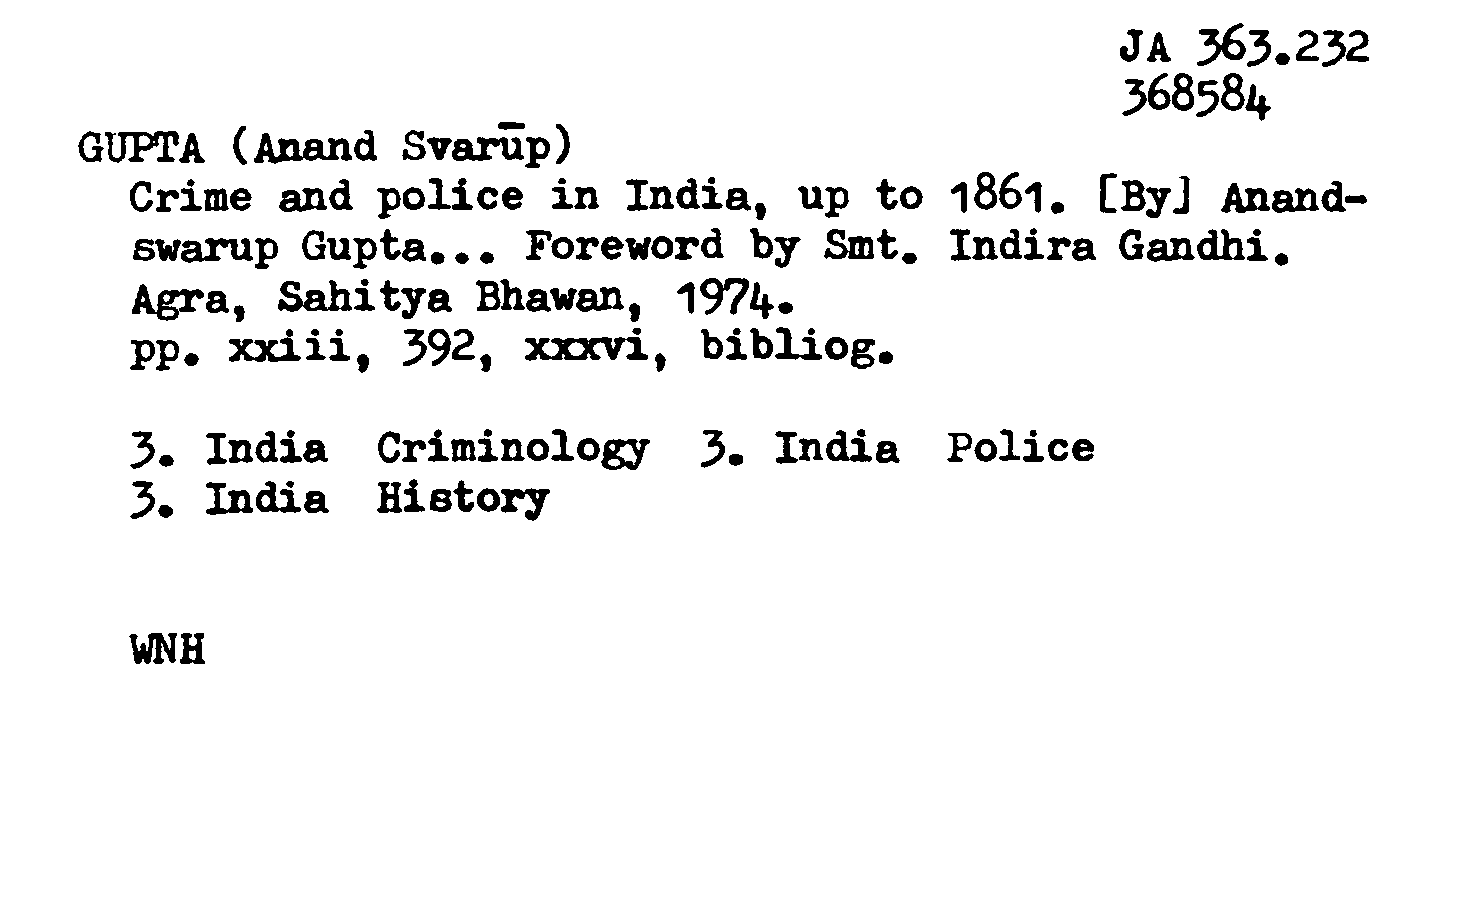 JA 363.232
368584
GUPTA (Anand Svarūp)
Crime and police in India, up to 1861. [By] Anand-
swarup Gupta... Foreword by Smt. Indira Gandhi.
Agra, Sahitya Bhawan, 1974.
pp. xxiii, 392, xxxvi, bibliog.
3. India Criminology 3. India Police
3. India History
WNH